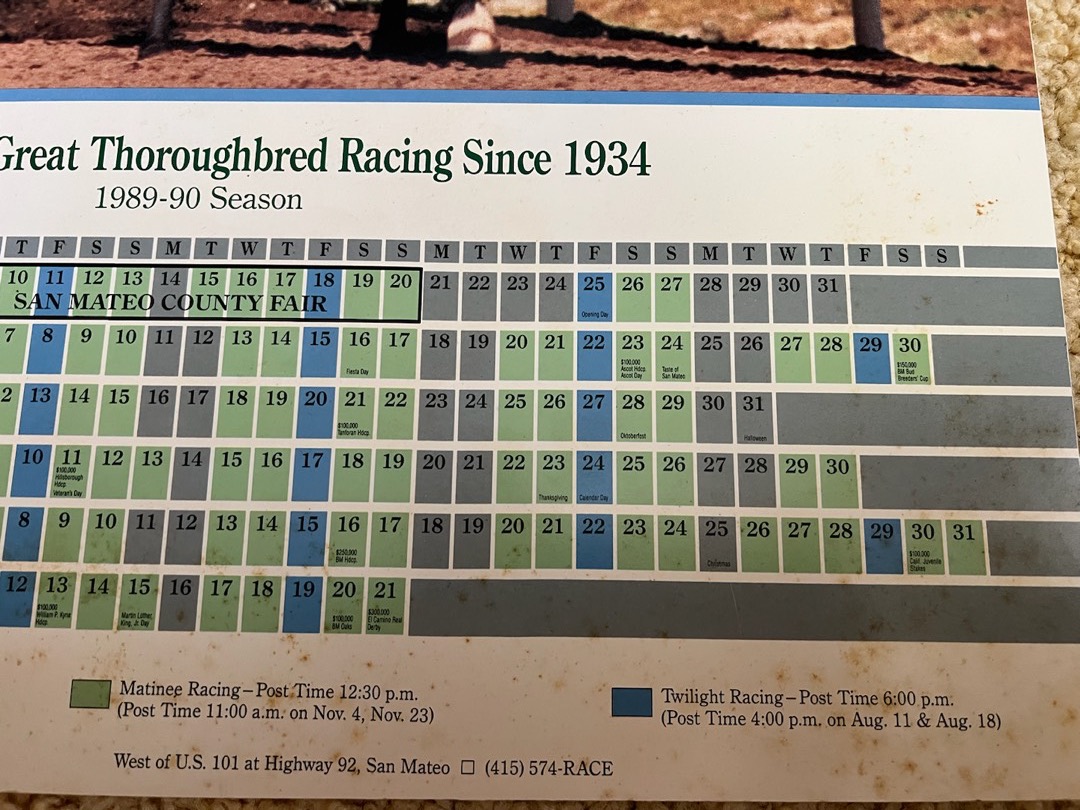 Great Thoroughbred Racing Since 1934
1989-90 Season
T F S S M T W T F S S M T W T F S S M T W T F S S
10 11 12 13 14 15 16 17 18 19 20 21 22 23 24 25 26 27 28 29 30 31
SAN MATEO COUNTY FAIR
Opening Day
7 8 9 10 11 12 13 14 15 16 17 18 19 20 21 22 23 24 25 26 27 28 29 30
Fiesta Day
$100,000 Ascot Hdcp. Ascot Day
Taste of San Mateo
$150,000 BM Bud Breeders' Cup
2 13 14 15 16 17 18 19 20 21 22 23 24 25 26 27 28 29 30 31
$100,000 Tanforan Hdcp.
Oktoberfest
Halloween
10 11 12 13 14 15 16 17 18 19 20 21 22 23 24 25 26 27 28 29 30
$100,000 Hillsborough Hdcp. Veteran's Day
Thanksgiving
Calendar Day
8 9 10 11 12 13 14 15 16 17 18 19 20 21 22 23 24 25 26 27 28 29 30 31
$250,000 BM Hdcp.
Christmas
$100,000 Calif. Juvenile Stakes
12 13 14 15 16 17 18 19 20 21
$100,000 William P. Kyne Hdcp.
Martin Luther King, Jr. Day
$100,000 BM Oaks
$300,000 El Camino Real Derby
Matinee Racing–Post Time 12:30 p.m.
(Post Time 11:00 a.m. on Nov. 4, Nov. 23)
Twilight Racing–Post Time 6:00 p.m.
(Post Time 4:00 p.m. on Aug. 11 & Aug. 18)
West of U.S. 101 at Highway 92, San Mateo □ (415) 574-RACE